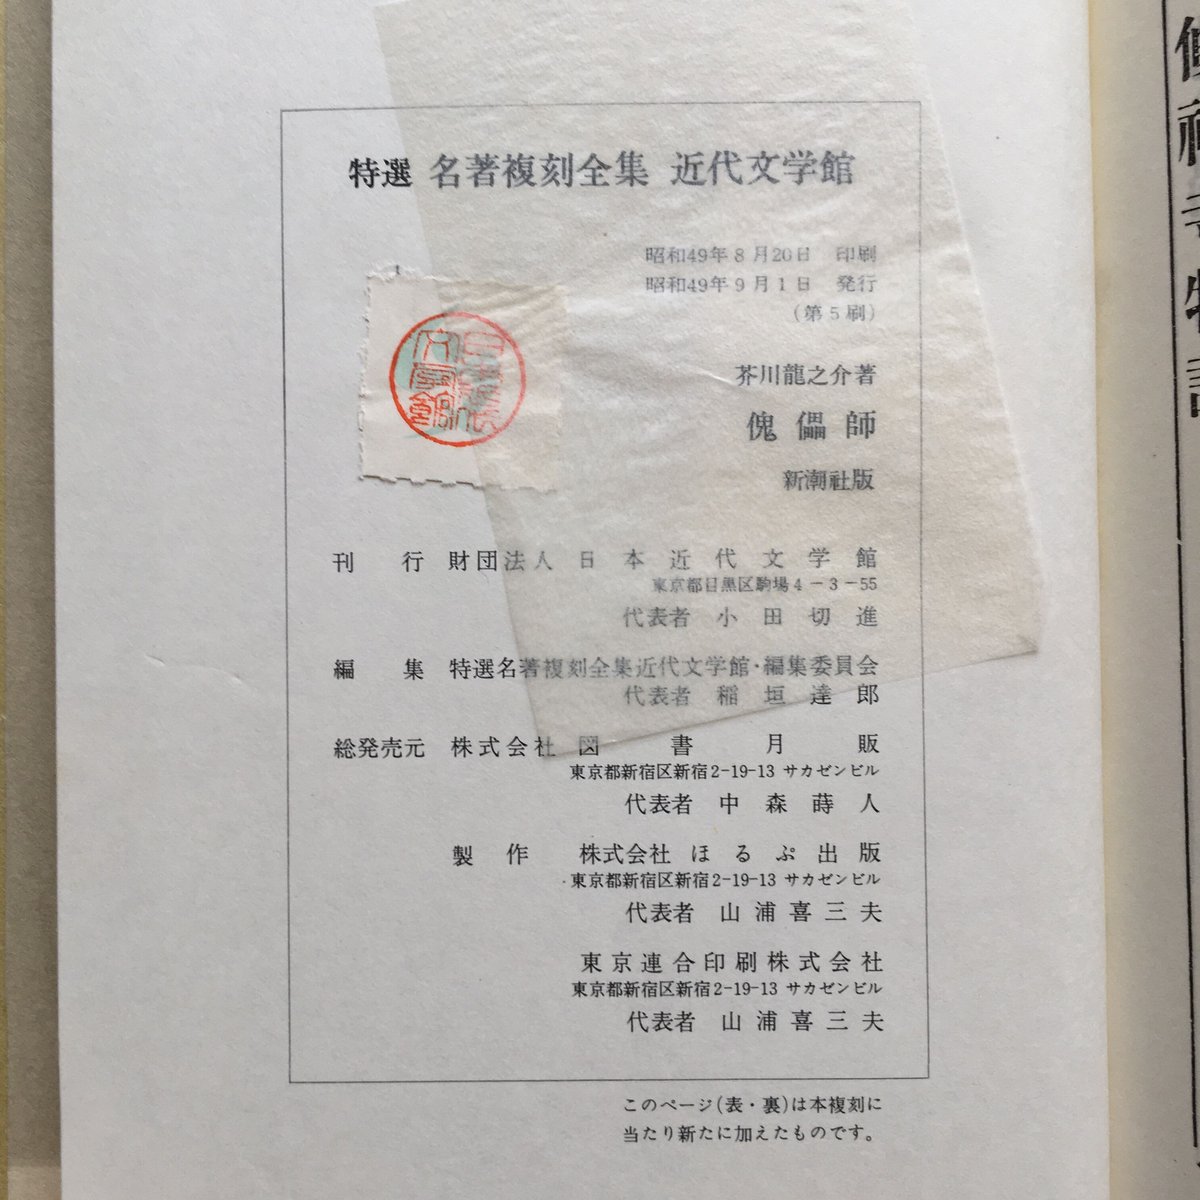 特選 名著複刻全集 近代文学館
昭和49年8月20日 印刷
昭和49年9月1日 発行
(第5刷)
芥川龍之介著
傀儡師
新潮社版
刊行 財団法人 日本近代文学館
東京都目黒区駒場4-3-55
代表者 小田切進
編集 特選名著複刻全集近代文学館・編集委員会
代表者 稲垣達郎
総発売元 株式会社 図書月販
東京都新宿区新宿2-19-13 サカゼンビル
代表者 中森蒔人
製作 株式会社 ほるぷ出版
東京都新宿区新宿2-19-13 サカゼンビル
代表者 山浦喜三夫
東京連合印刷株式会社
東京都新宿区新宿2-19-13 サカゼンビル
代表者 山浦喜三夫
このページ(表・裏)は本複刻に
当たり新たに加えたものです。